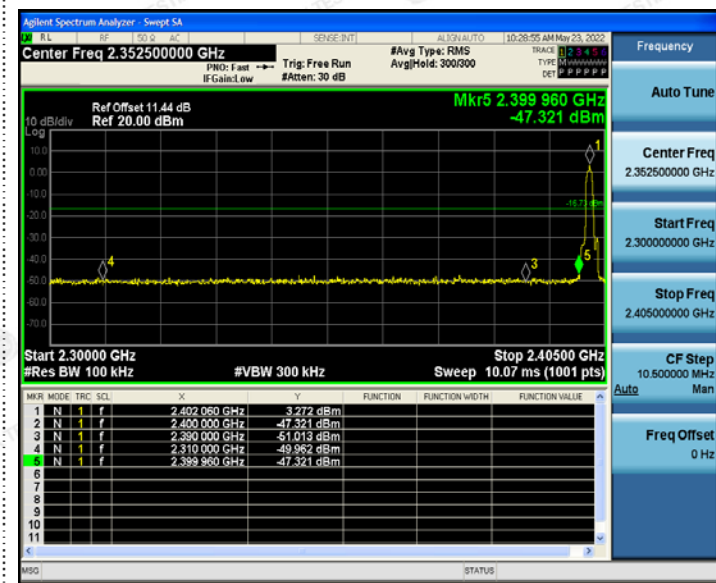 Agilent Spectrum Analyzer - Swept SA
RL RF 50 Ω AC SENSE:INT ALIGN AUTO 10:28:55 AM May 23, 2022
Center Freq 2.352500000 GHz
PNO: Fast
IFGain:Low
Trig: Free Run
#Atten: 30 dB
#Avg Type: RMS
Avg|Hold: 300/300
TRACE 1 2 3 4 5 6
TYPE M
DET P P P P P P
Ref Offset 11.44 dB
Ref 20.00 dBm
10 dB/div
Log
Mkr5 2.399 960 GHz
-47.321 dBm
10.0
0.00
-10.0
-20.0
-30.0
-40.0
-50.0
-60.0
-70.0
1
-16.73 dBm
4
3
5
Start 2.30000 GHz
Stop 2.40500 GHz
#Res BW 100 kHz
#VBW 300 kHz
Sweep 10.07 ms (1001 pts)
MKR MODE TRC SCL X Y FUNCTION FUNCTION WIDTH FUNCTION VALUE
1 N 1 f 2.402 060 GHz 3.272 dBm
2 N 1 f 2.400 000 GHz -47.321 dBm
3 N 1 f 2.390 000 GHz -51.013 dBm
4 N 1 f 2.310 000 GHz -49.962 dBm
5 N 1 f 2.399 960 GHz -47.321 dBm
6
7
8
9
10
11
MSG
STATUS
Frequency
Auto Tune
Center Freq
2.352500000 GHz
Start Freq
2.300000000 GHz
Stop Freq
2.405000000 GHz
CF Step
10.500000 MHz
Auto Man
Freq Offset
0 Hz